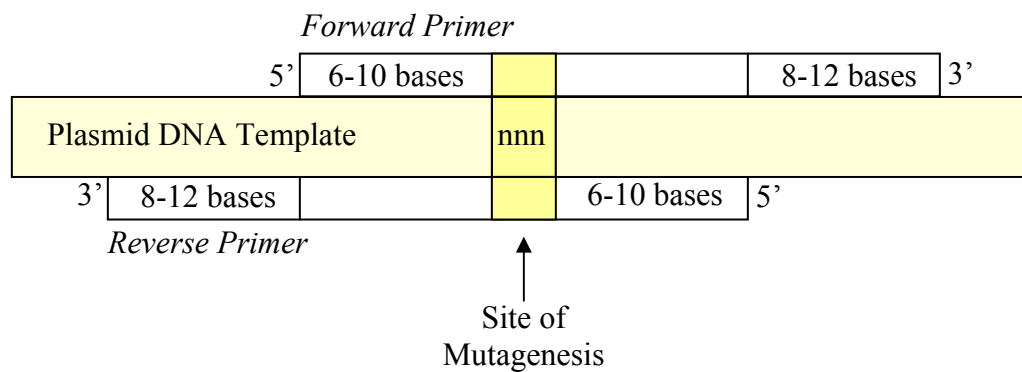 Forward Primer
5’ 6-10 bases 8-12 bases 3’
Plasmid DNA Template nnn
3’ 8-12 bases 6-10 bases 5’
Reverse Primer
Site of
Mutagenesis